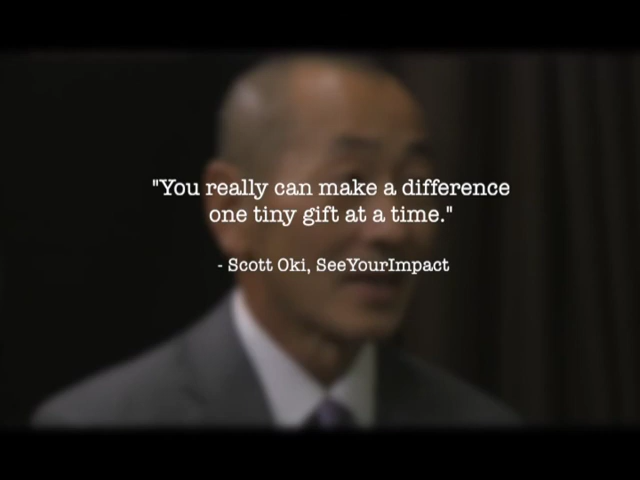 "You really can make a difference
one tiny gift at a time."
- Scott Oki, SeeYourImpact